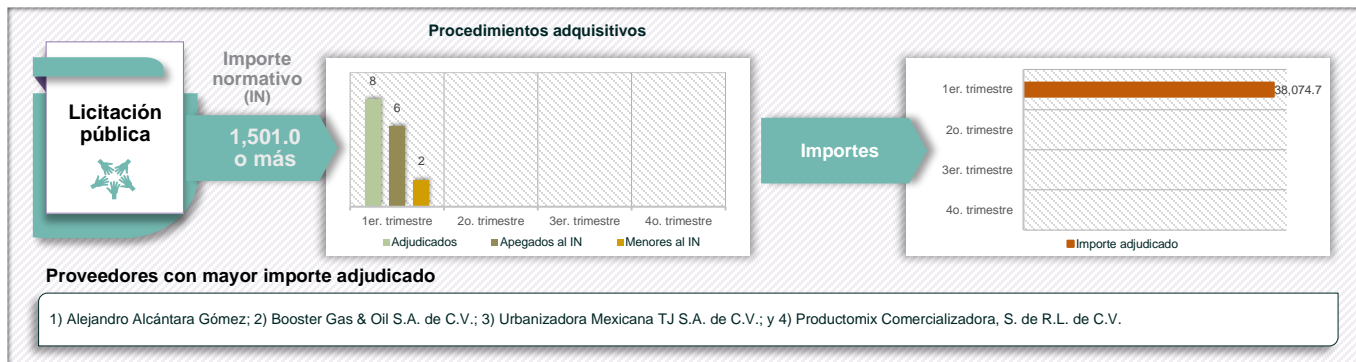 Procedimientos adquisitivos
Licitación
pública
Importe
normativo
(IN)
1,501.0
o más
8
6
2
1er. trimestre
2o. trimestre
3er. trimestre
4o. trimestre
Adjudicados
Apegados al IN
Menores al IN
Importes
1er. trimestre
38,074.7
2o. trimestre
3er. trimestre
4o. trimestre
Importe adjudicado
Proveedores con mayor importe adjudicado
1) Alejandro Alcántara Gómez; 2) Booster Gas & Oil S.A. de C.V.; 3) Urbanizadora Mexicana TJ S.A. de C.V.; y 4) Productomix Comercializadora, S. de R.L. de C.V.